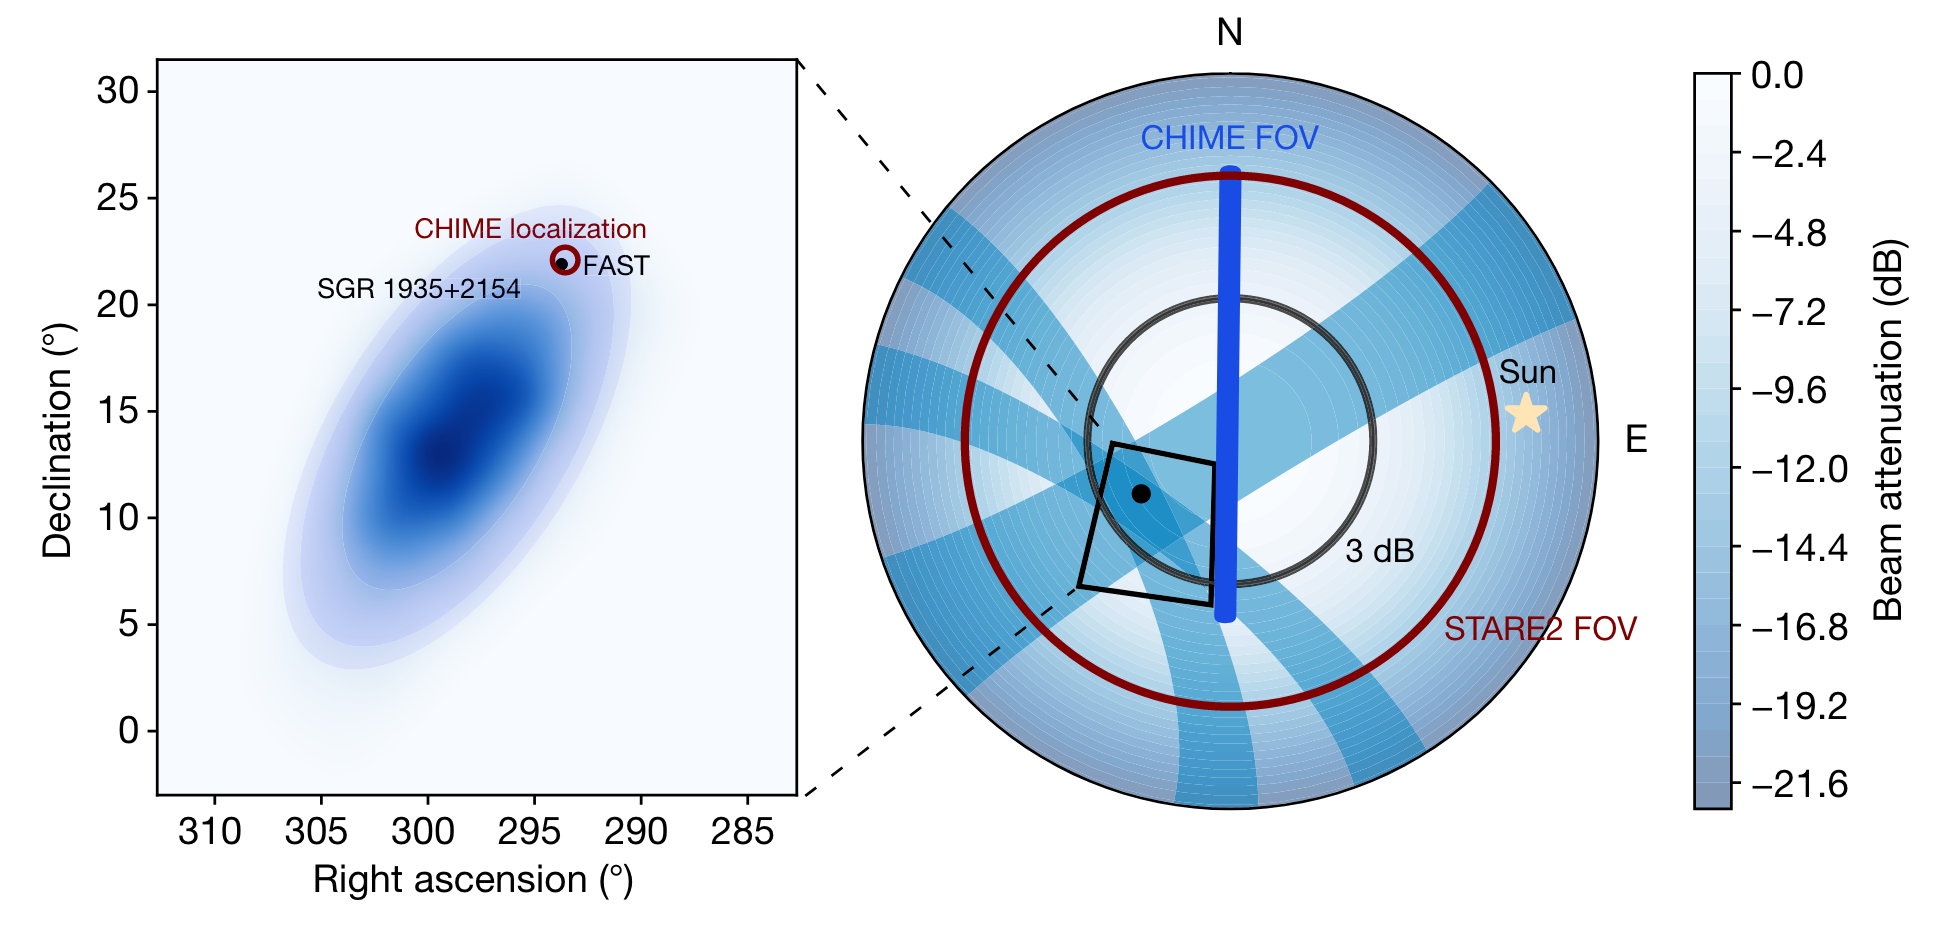 30
25
20
15
10
5
0
Declination (°)
310 305 300 295 290 285
Right ascension (°)
CHIME localization
FAST
SGR 1935+2154
N
CHIME FOV
Sun
E
3 dB
STARE2 FOV
0.0
−2.4
−4.8
−7.2
−9.6
−12.0
−14.4
−16.8
−19.2
−21.6
Beam attenuation (dB)